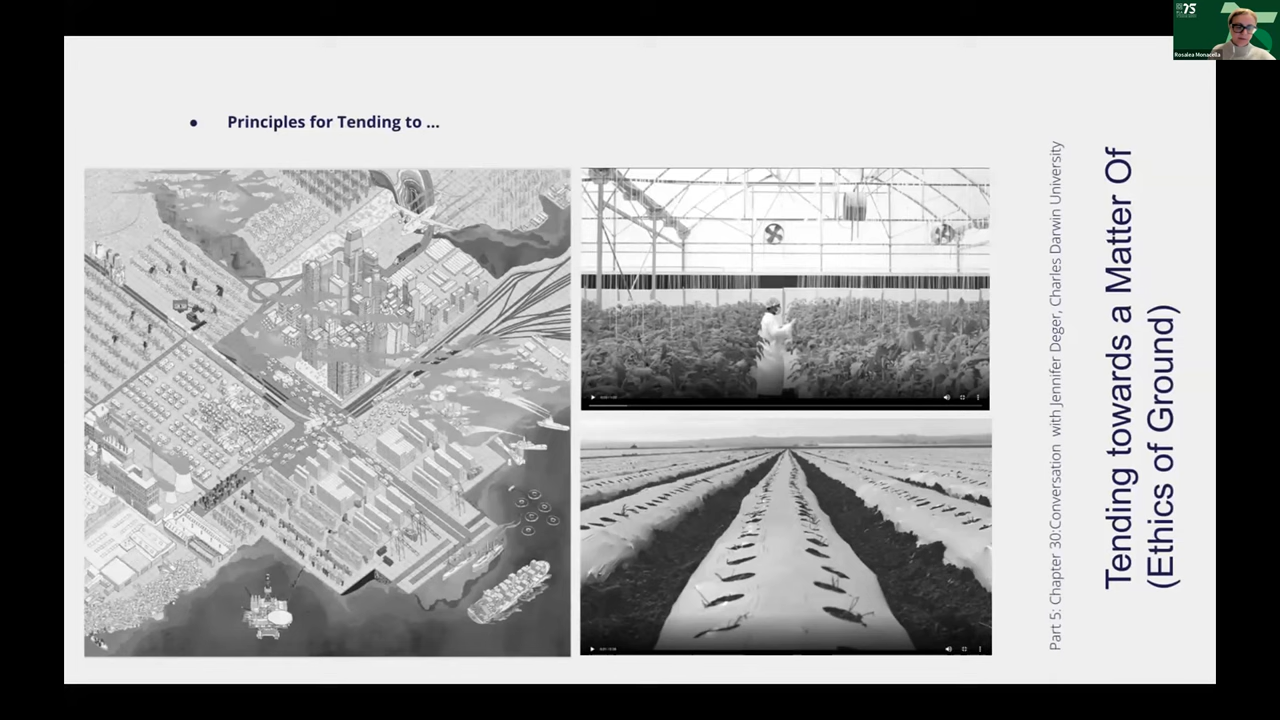 75
Rosalea Monacella
• Principles for Tending to ...
Part 5: Chapter 30:Conversation with Jennifer Deger, Charles Darwin University
Tending towards a Matter Of
(Ethics of Ground)